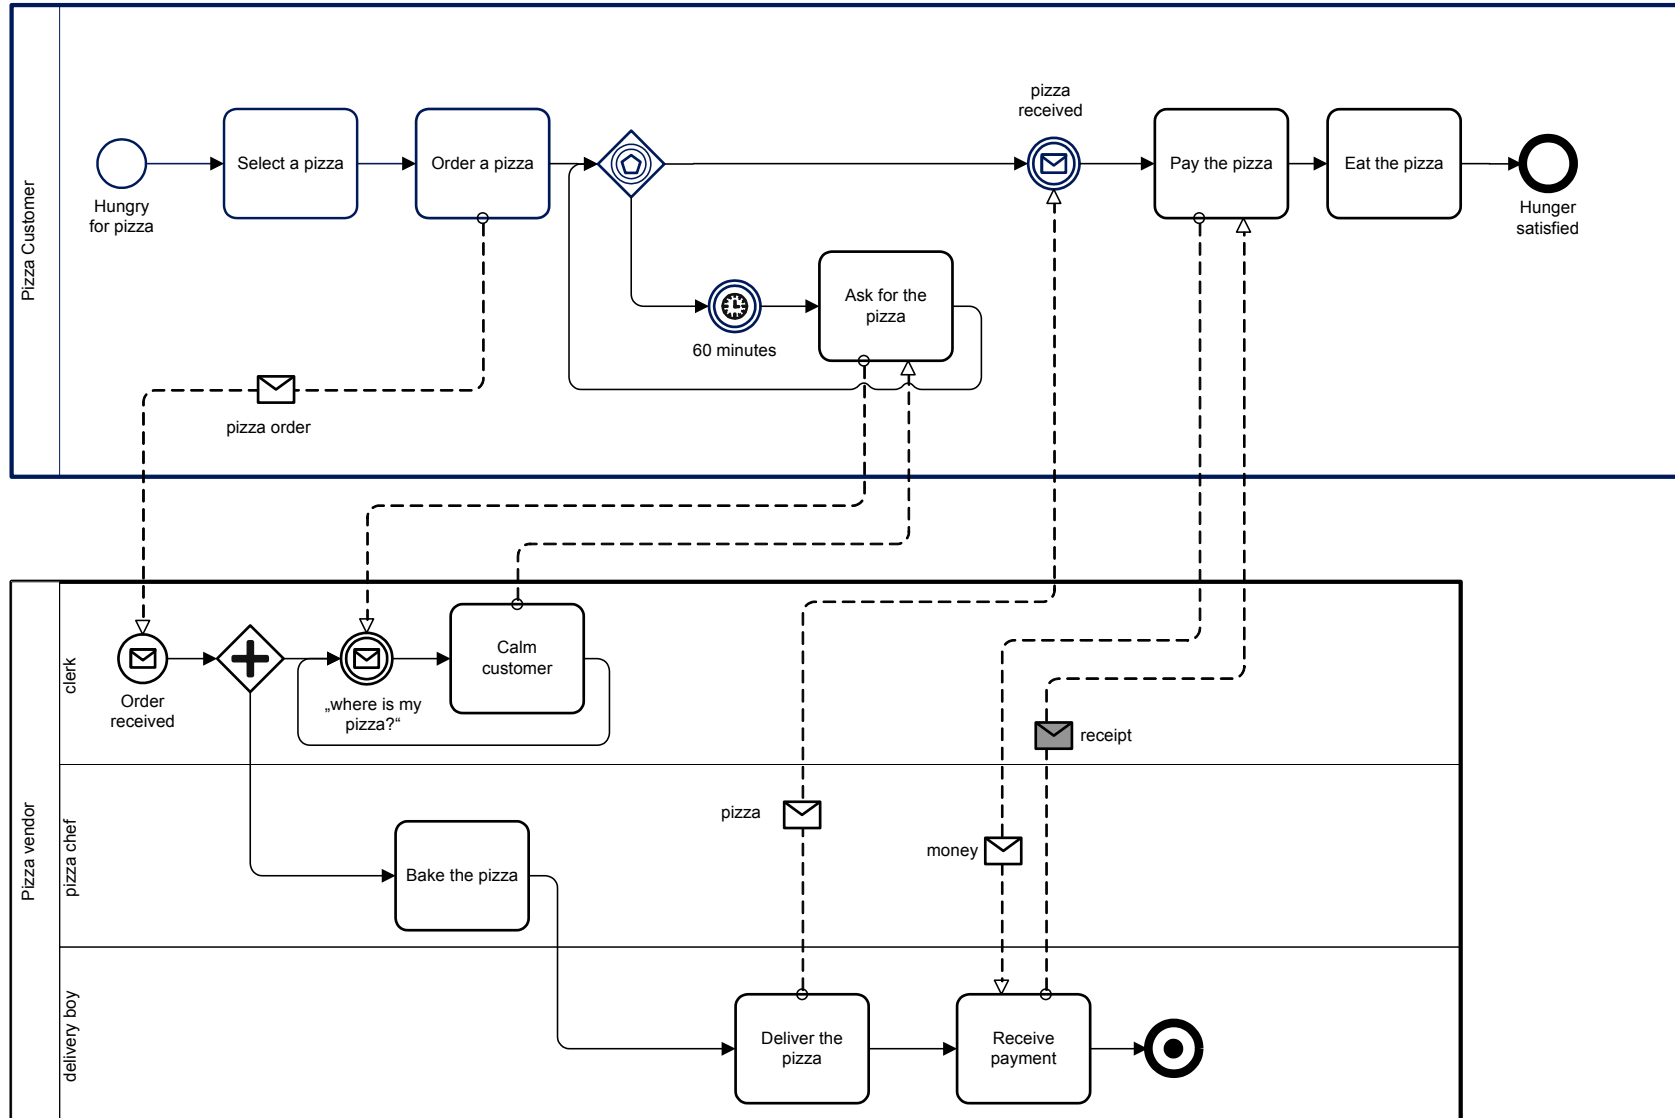 Pizza Customer
Hungry
for pizza
Select a pizza
Order a pizza
pizza
received
Pay the pizza
Eat the pizza
Hunger
satisfied
60 minutes
Ask for the
pizza
pizza order
Pizza vendor
clerk
Order
received
„where is my
pizza?“
Calm
customer
receipt
pizza chef
Bake the pizza
pizza
money
delivery boy
Deliver the
pizza
Receive
payment